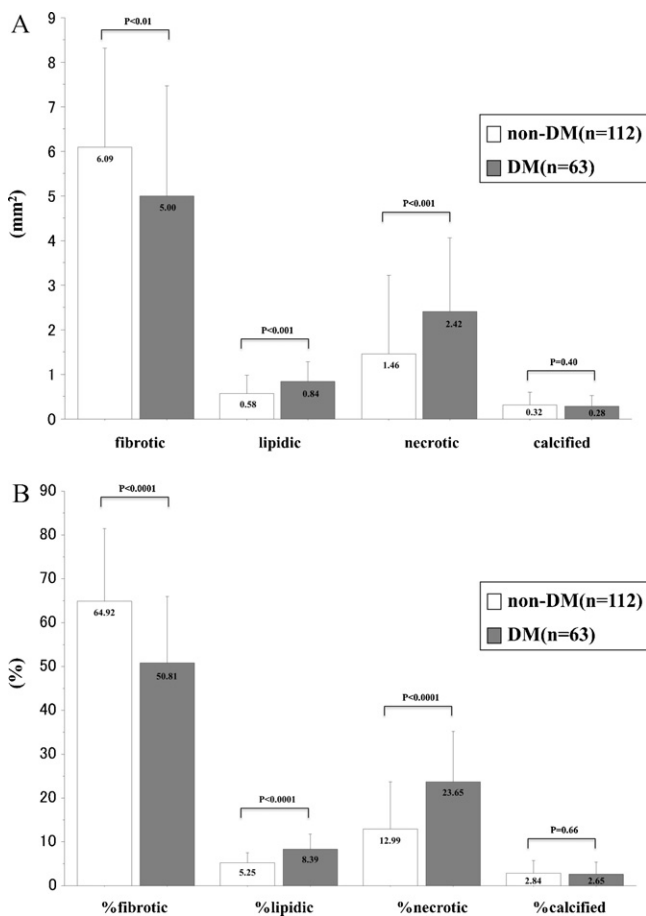 A
9
8
7
6
5
4
3
2
1
0
(mm²)
P<0.01
6.09
5.00
P<0.001
0.58
0.84
P<0.001
1.46
2.42
P=0.40
0.32
0.28
non-DM(n=112)
DM(n=63)
fibrotic
lipidic
necrotic
calcified
B
90
80
70
60
50
40
30
20
10
0
(%)
P<0.0001
64.92
50.81
P<0.0001
5.25
8.39
P<0.0001
12.99
23.65
P=0.66
2.84
2.65
non-DM(n=112)
DM(n=63)
%fibrotic
%lipidic
%necrotic
%calcified